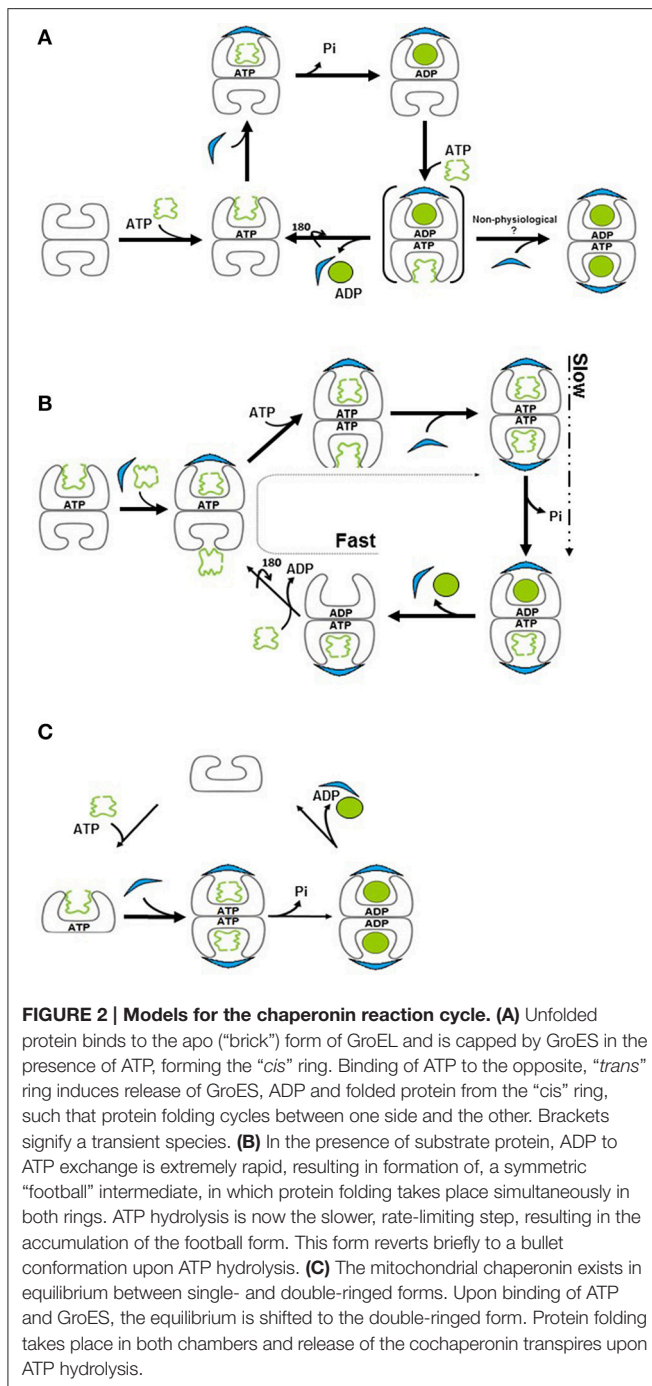 A
Pi
ATP
ADP
ATP
ATP
ATP
180
ADP
ADP
ATP
Non-physiological
?
ADP
ATP
B
Slow
ATP
ATP
ATP
ATP
ATP
ATP
ATP
Pi
Fast
180
ADP
ADP
ATP
ADP
ATP
C
ATP
ADP
ATP
ATP
ATP
Pi
ADP
ADP
FIGURE 2 | Models for the chaperonin reaction cycle. (A) Unfolded
protein binds to the apo (“brick”) form of GroEL and is capped by GroES in the
presence of ATP, forming the “cis” ring. Binding of ATP to the opposite, “trans”
ring induces release of GroES, ADP and folded protein from the “cis” ring,
such that protein folding cycles between one side and the other. Brackets
signify a transient species. (B) In the presence of substrate protein, ADP to
ATP exchange is extremely rapid, resulting in formation of, a symmetric
“football” intermediate, in which protein folding takes place simultaneously in
both rings. ATP hydrolysis is now the slower, rate-limiting step, resulting in the
accumulation of the football form. This form reverts briefly to a bullet
conformation upon ATP hydrolysis. (C) The mitochondrial chaperonin exists in
equilibrium between single- and double-ringed forms. Upon binding of ATP
and GroES, the equilibrium is shifted to the double-ringed form. Protein folding
takes place in both chambers and release of the cochaperonin transpires upon
ATP hydrolysis.